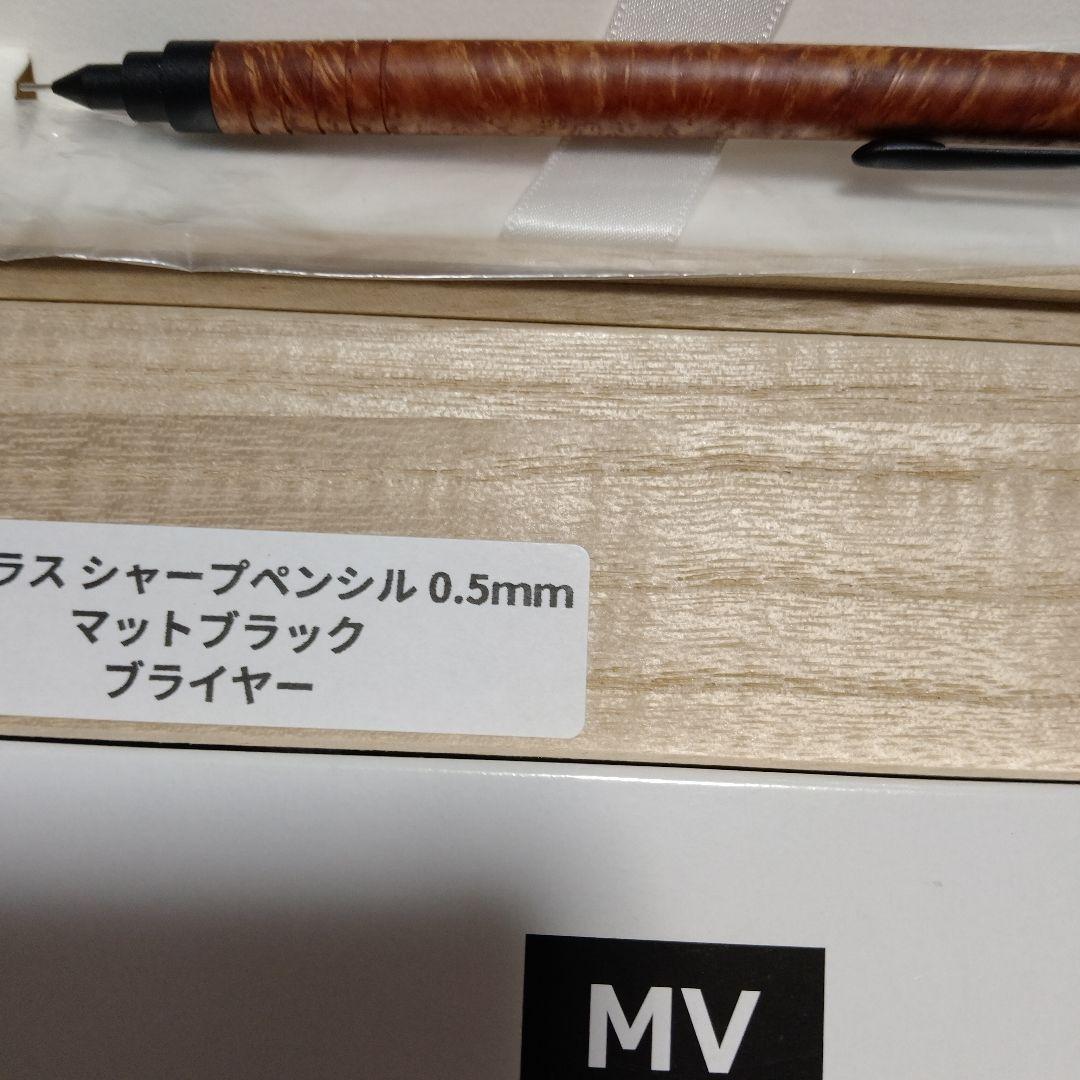 ラス シャープペンシル 0.5mm
マットブラック
ブライヤー
MV